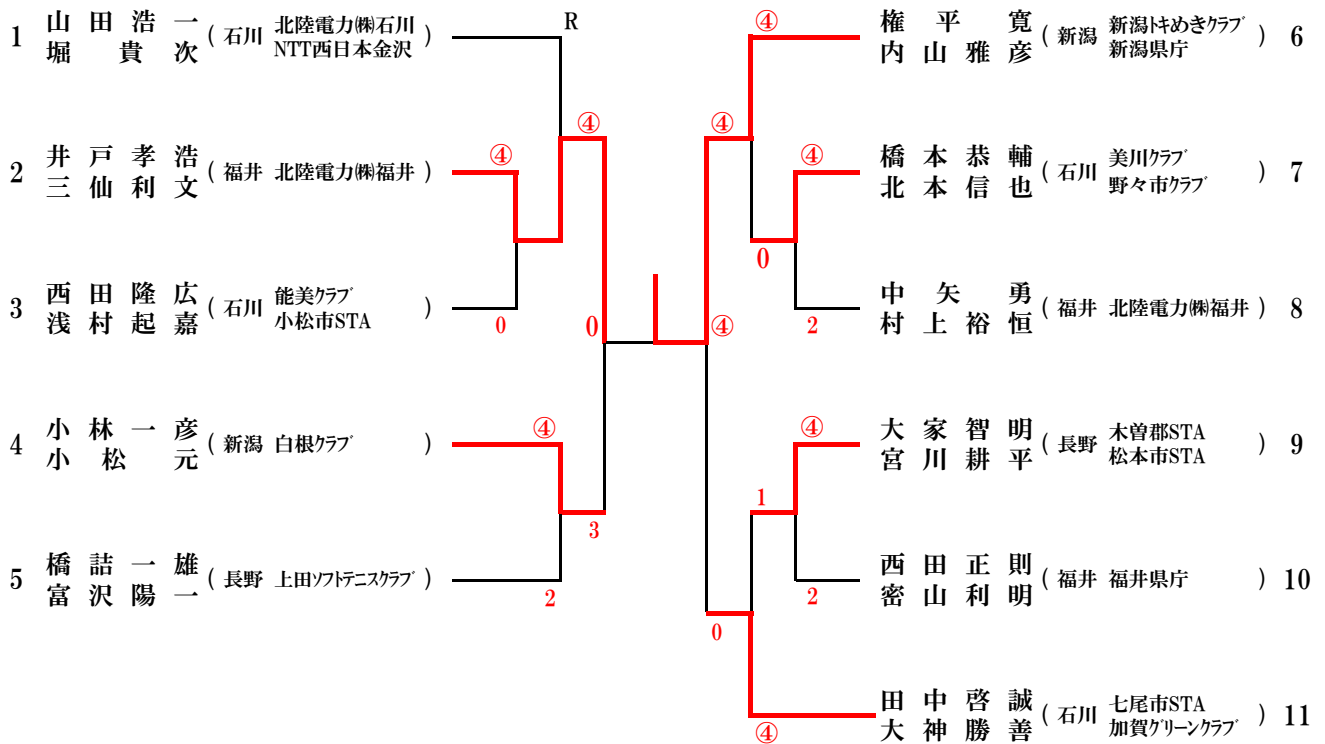 1 山田浩一 堀貴次 (石川 北陸電力㈱石川 NTT西日本金沢)
R
2 井戸孝浩 三仙利文 (福井 北陸電力㈱福井)
④
④
3 西田隆広 浅村起嘉 (石川 能美クラブ 小松市STA)
0
0
4 小林一彦 小松元 (新潟 白根クラブ)
④
3
5 橋詰一雄 富沢陽一 (長野 上田ソフトテニスクラブ)
2
④
権平寛 内山雅彦 (新潟 新潟トキめきクラブ 新潟県庁) 6
④
④
橋本恭輔 北本信也 (石川 美川クラブ 野々市クラブ) 7
0
中矢勇 村上裕恒 (福井 北陸電力㈱福井) 8
2
④
④
大家智明 宮川耕平 (長野 木曽郡STA 松本市STA) 9
1
西田正則 密山利明 (福井 福井県庁) 10
2
0
田中啓誠 大神勝善 (石川 七尾市STA 加賀グリーンクラブ) 11
④